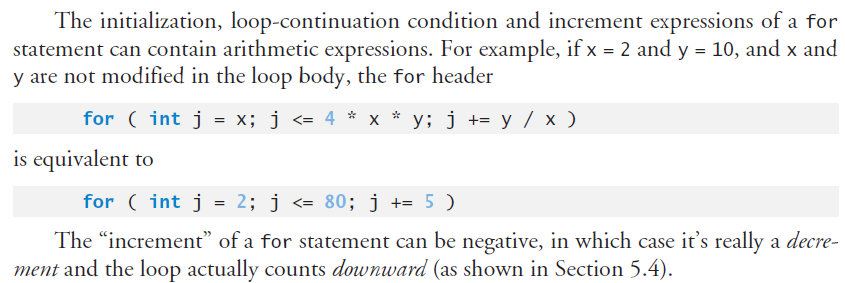 The initialization, loop-continuation condition and increment expressions of a for
statement can contain arithmetic expressions. For example, if x = 2 and y = 10, and x and
y are not modified in the loop body, the for header
for ( int j = x; j <= 4 * x * y; j += y / x )
is equivalent to
for ( int j = 2; j <= 80; j += 5 )
The “increment” of a for statement can be negative, in which case it’s really a decre-
ment and the loop actually counts downward (as shown in Section 5.4).